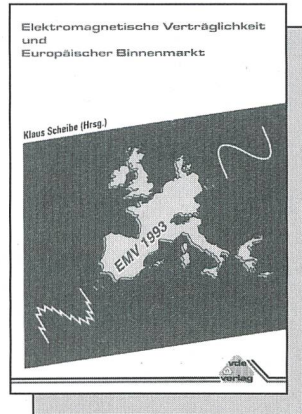 Elektromagnetische Verträglichkeit
und
Europäischer Binnenmarkt
Klaus Scheibe (Hrsg.)
EMV 1993
vde
verlag